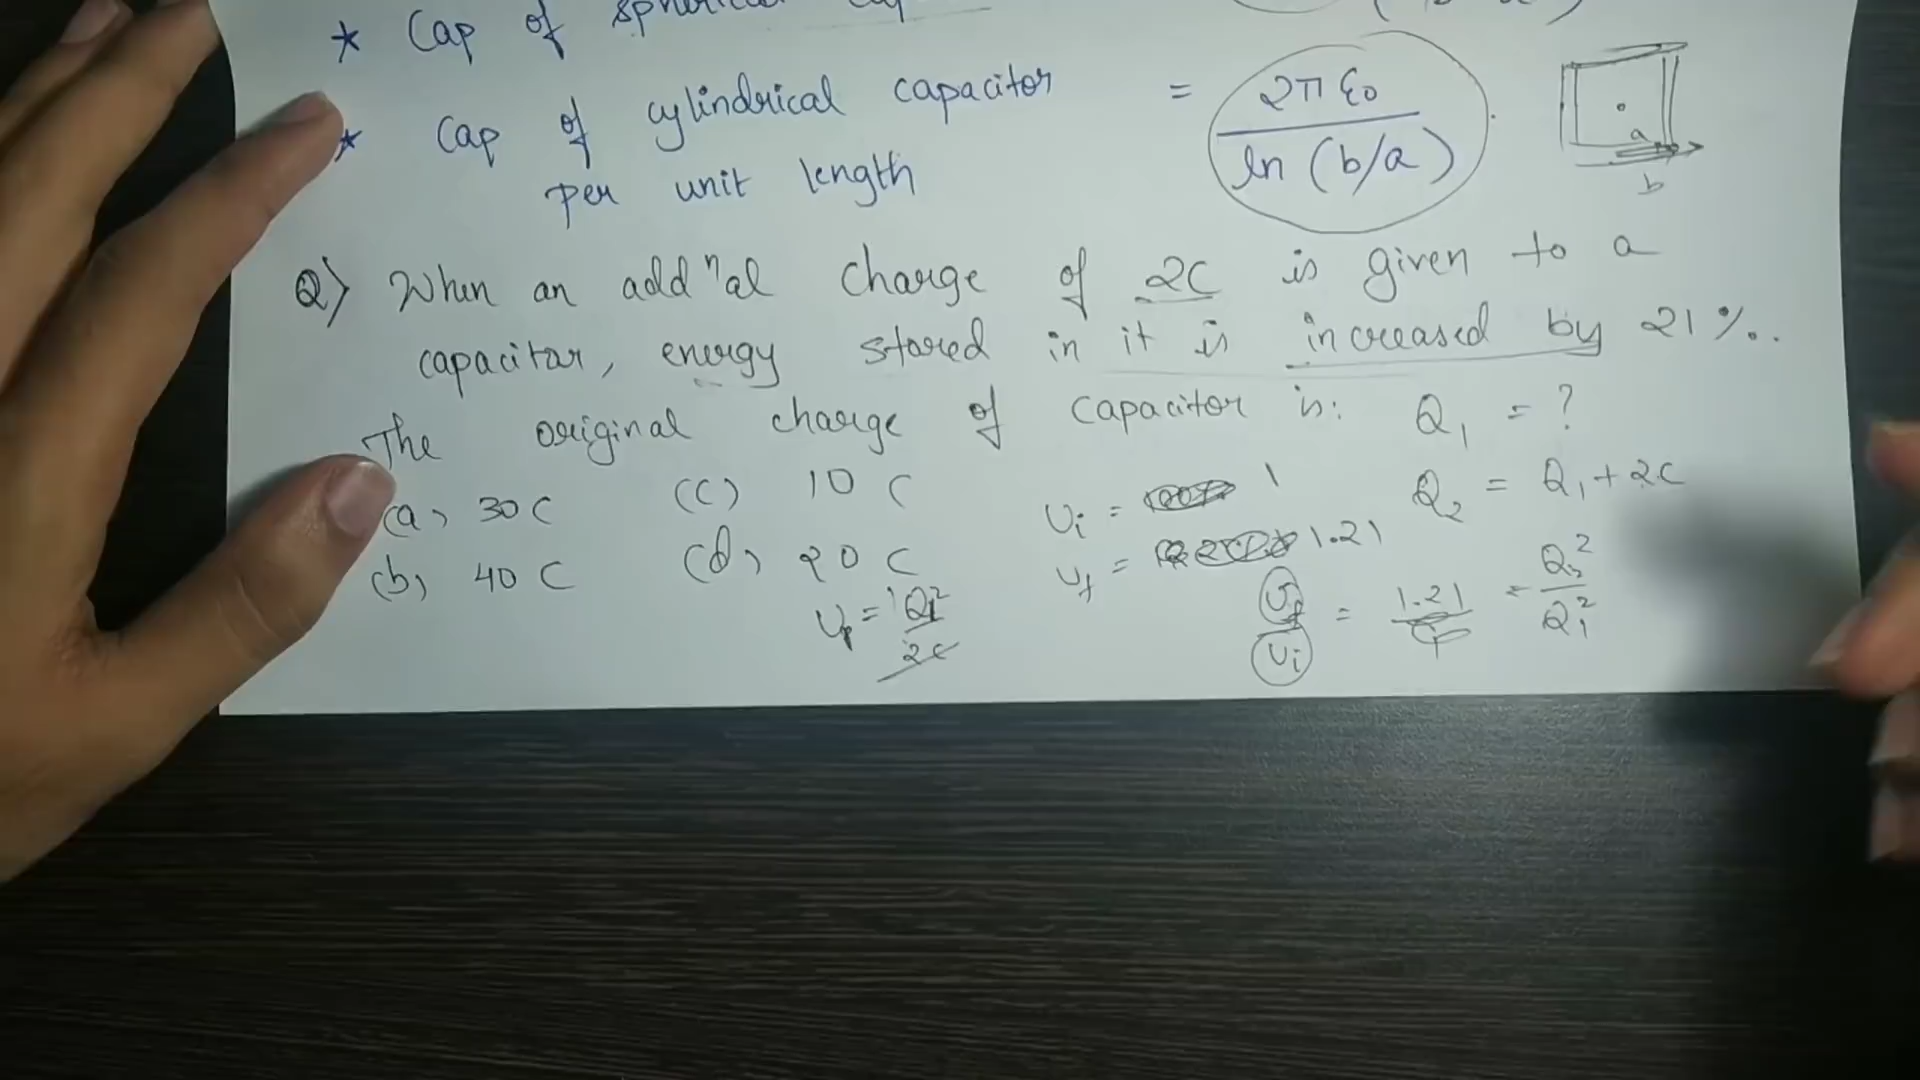 * Cap of spherical
* Cap of cylindrical capacitor = 2π ε0 / ln (b/a)
per unit length
a
b
Q) When an addnal charge of 2C is given to a
capacitor, energy stored in it is increased by 21%.
The original charge of capacitor is: Q1 = ?
(a) 30 C (c) 10 C
(b) 40 C (d) 20 C
Ui = 1
Uf = 1.21
Q2 = Q1 + 2C
U = Q1² / 2C
Uf / Ui = 1.21 / 1 = Q2² / Q1²